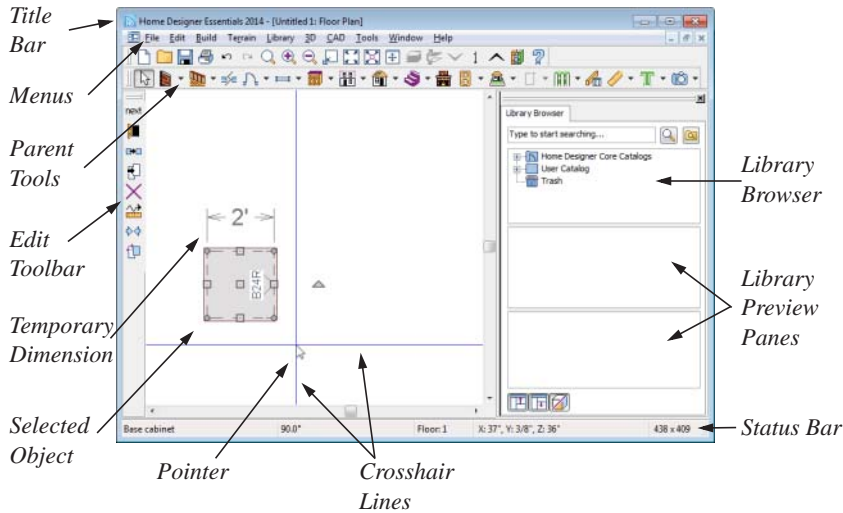 Title
Bar
Home Designer Essentials 2014 - [Untitled 1: Floor Plan]
File Edit Build Terrain Library 3D CAD Tools Window Help
Menus
1
T
next
Parent
Tools
Library Browser
Type to start searching...
Home Designer Core Catalogs
User Catalog
Trash
Library
Browser
Edit
Toolbar
2'
B24R
Library
Preview
Panes
Temporary
Dimension
Selected
Object
Base cabinet 90.0° Floor: 1 X: 37", Y: 3/8", Z: 36" 438 x 409
Status Bar
Pointer
Crosshair
Lines